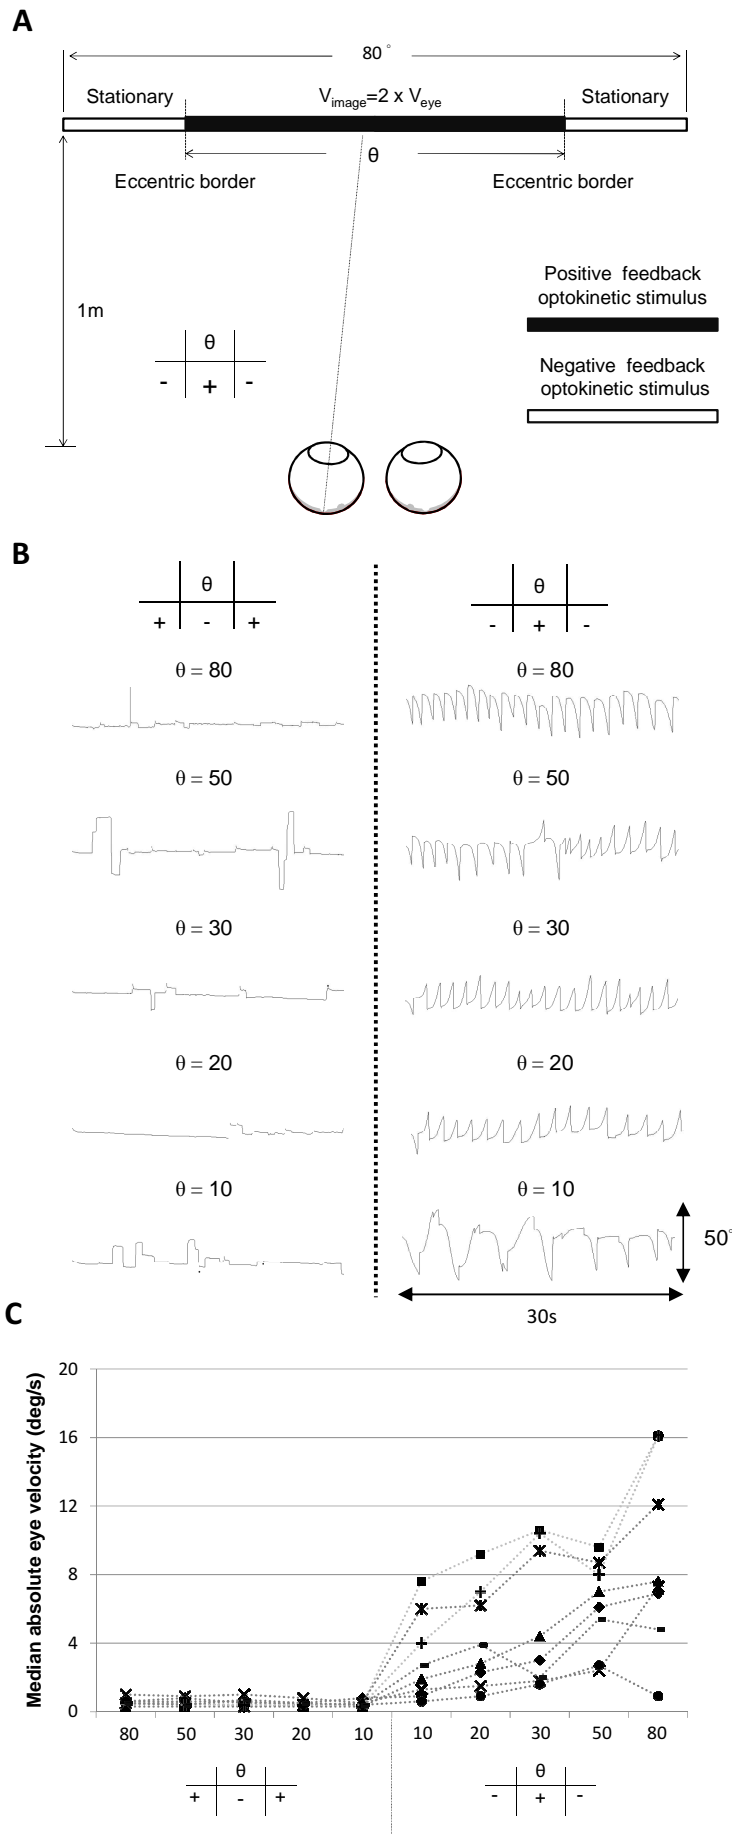 A
80°
Stationary
V_image=2 x V_eye
Stationary
θ
Eccentric border
Eccentric border
1m
θ
- + -
Positive feedback
optokinetic stimulus
Negative feedback
optokinetic stimulus
B
θ
+ - +
θ
- + -
θ = 80
θ = 80
θ = 50
θ = 50
θ = 30
θ = 30
θ = 20
θ = 20
θ = 10
θ = 10
50°
30s
C
Median absolute eye velocity (deg/s)
20
16
12
8
4
0
80 50 30 20 10 10 20 30 50 80
θ
+ - +
θ
- + -